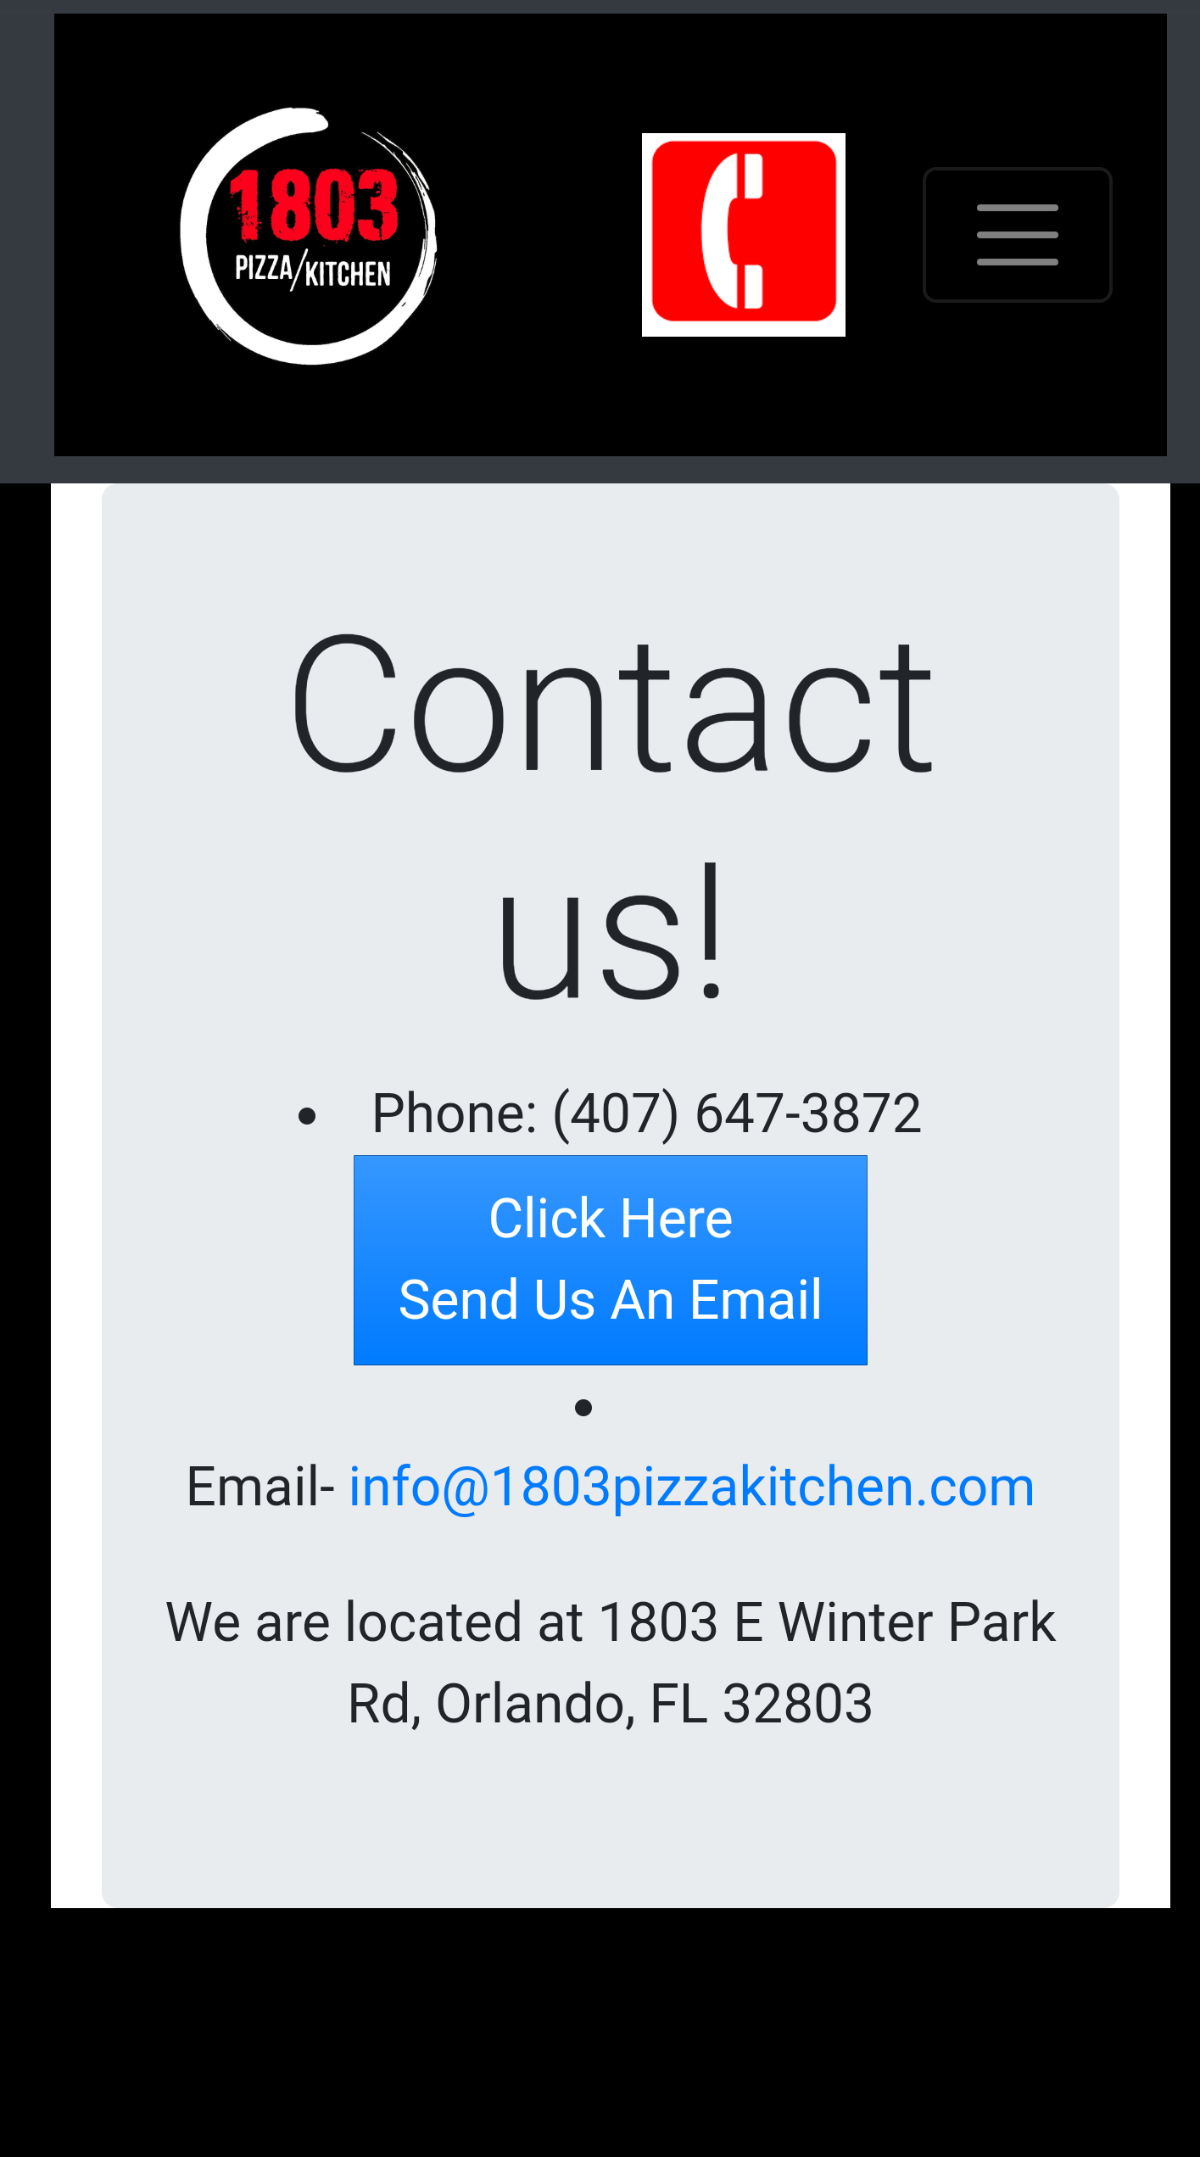 1803
PIZZA/KITCHEN
Contact
us!
• Phone: (407) 647-3872
Click Here
Send Us An Email
•
Email- info@1803pizzakitchen.com
We are located at 1803 E Winter Park
Rd, Orlando, FL 32803